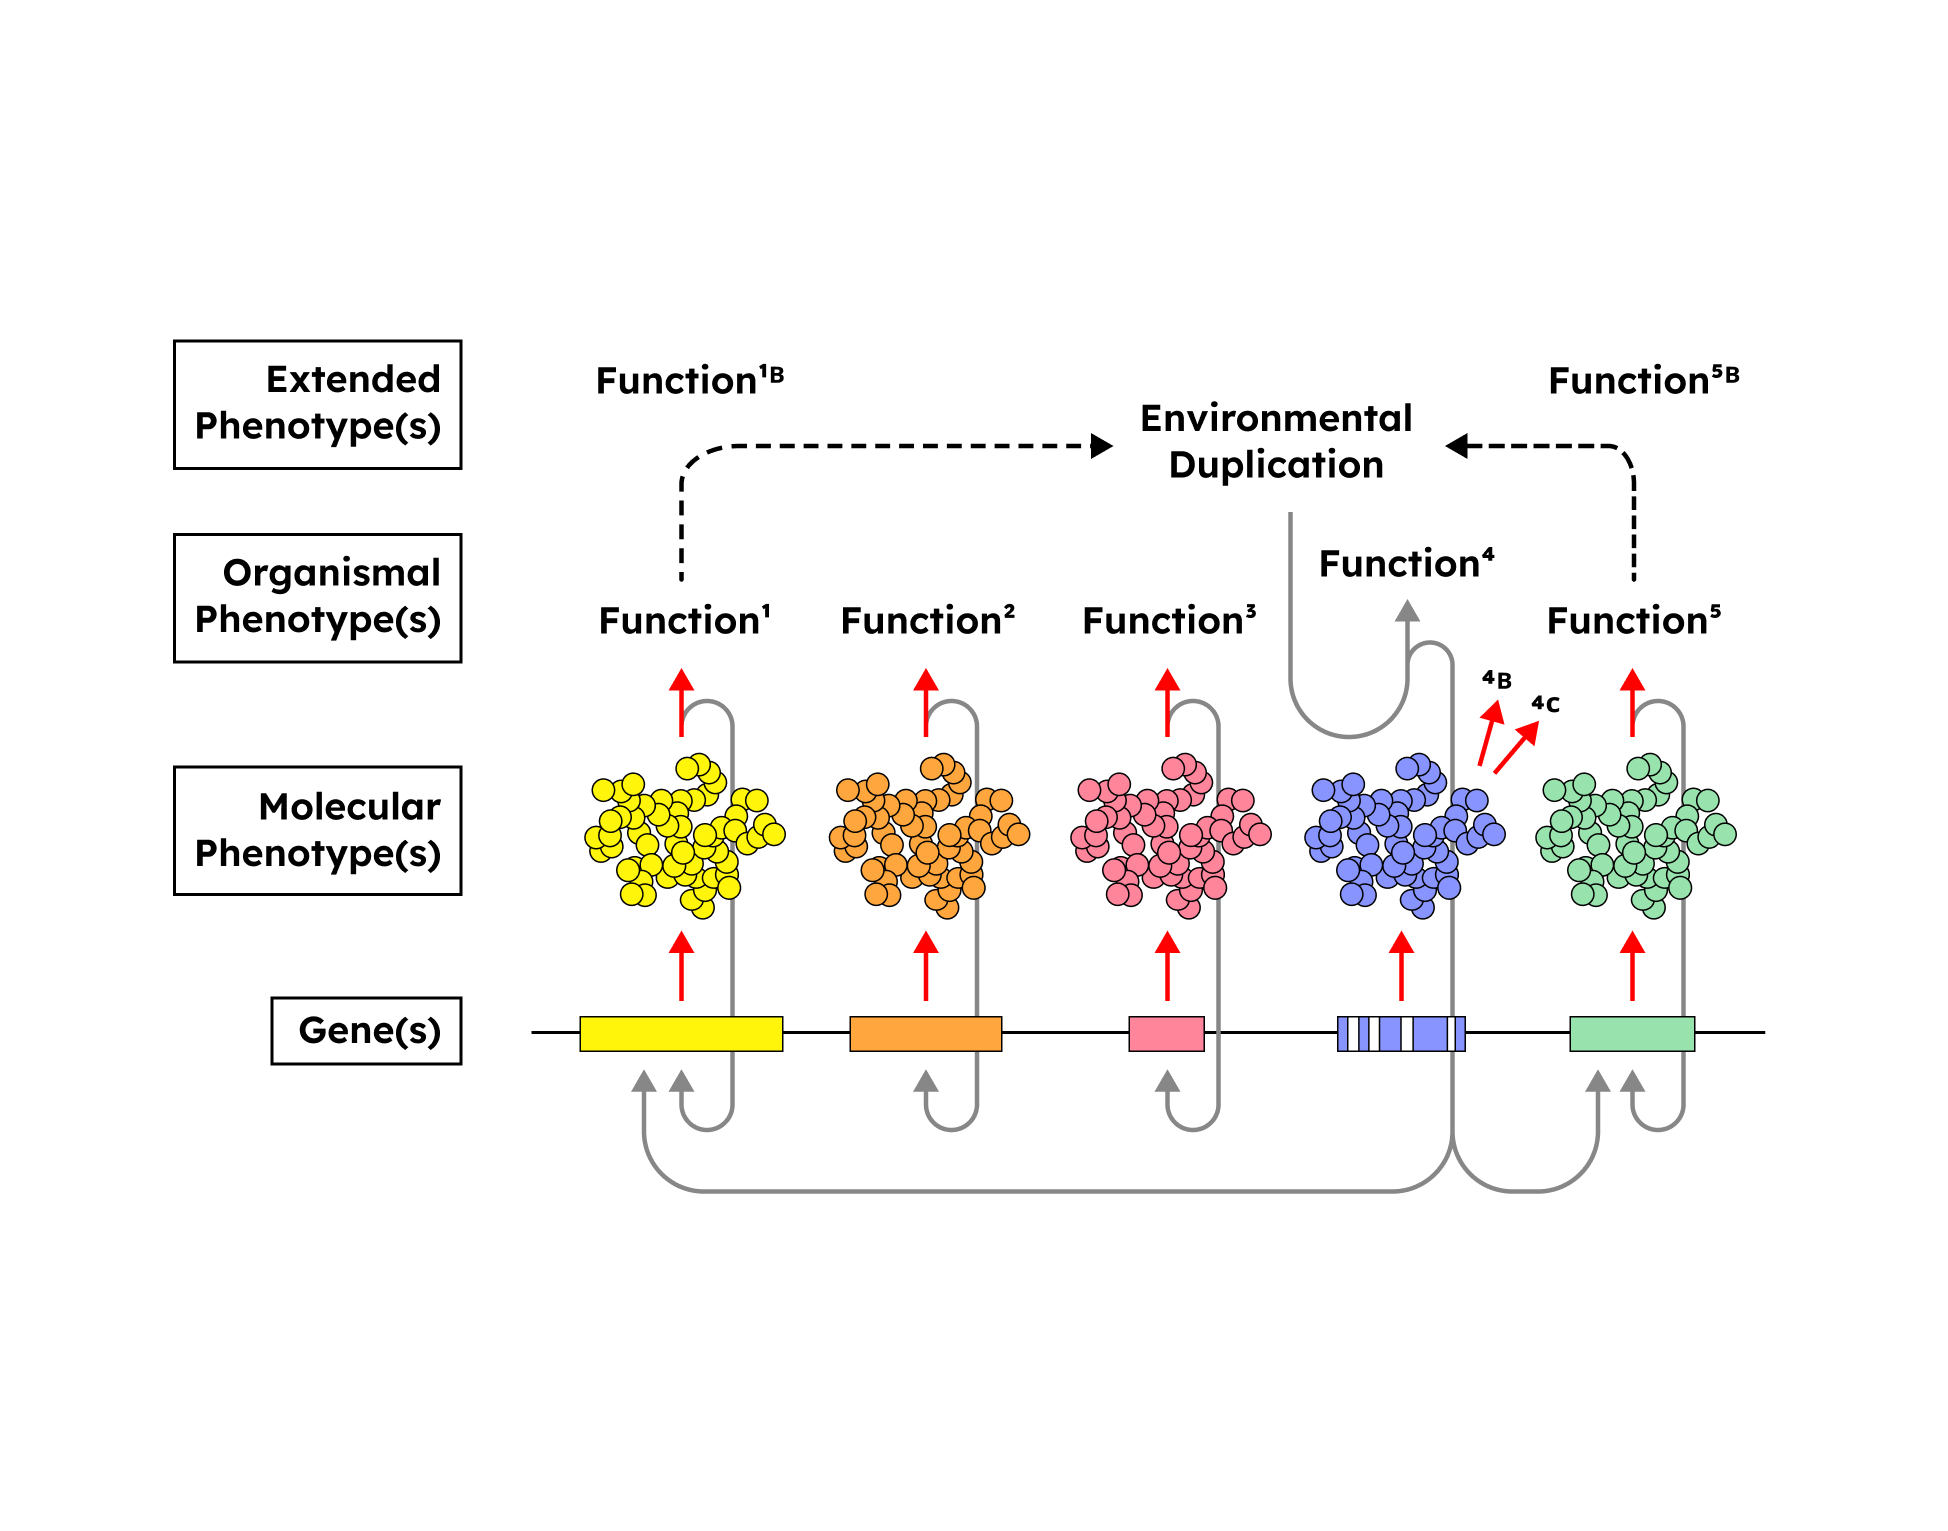 Extended
Phenotype(s)
Function¹ᴮ
Environmental
Duplication
Function⁵ᴮ
Organismal
Phenotype(s)
Function¹
Function²
Function³
Function⁴
Function⁵
⁴ᴮ
⁴ꟲ
Molecular
Phenotype(s)
Gene(s)